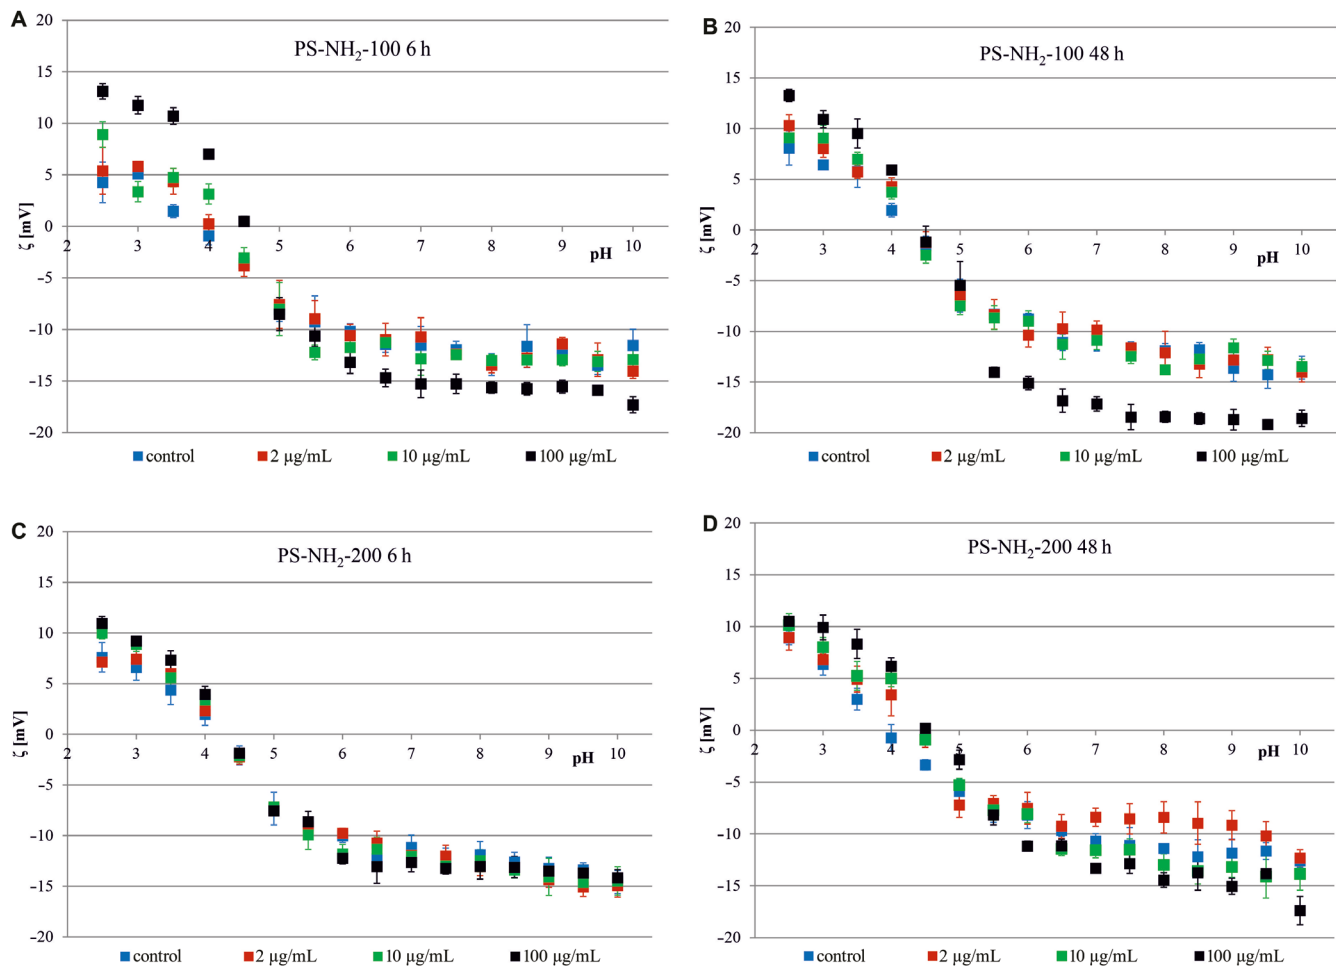 A
PS-NH2-100 6 h
20
15
10
5
0
–5
–10
–15
–20
ζ [mV]
2 3 4 5 6 7 8 9 10
pH
control 2 µg/mL 10 µg/mL 100 µg/mL
B
PS-NH2-100 48 h
20
15
10
5
0
–5
–10
–15
–20
ζ [mV]
2 3 4 5 6 7 8 9 10
pH
control 2 µg/mL 10 µg/mL 100 µg/mL
C
PS-NH2-200 6 h
20
15
10
5
0
–5
–10
–15
–20
ζ [mV]
2 3 4 5 6 7 8 9 10
pH
control 2 µg/mL 10 µg/mL 100 µg/mL
D
PS-NH2-200 48 h
20
15
10
5
0
–5
–10
–15
–20
ζ [mV]
2 3 4 5 6 7 8 9 10
pH
control 2 µg/mL 10 µg/mL 100 µg/mL